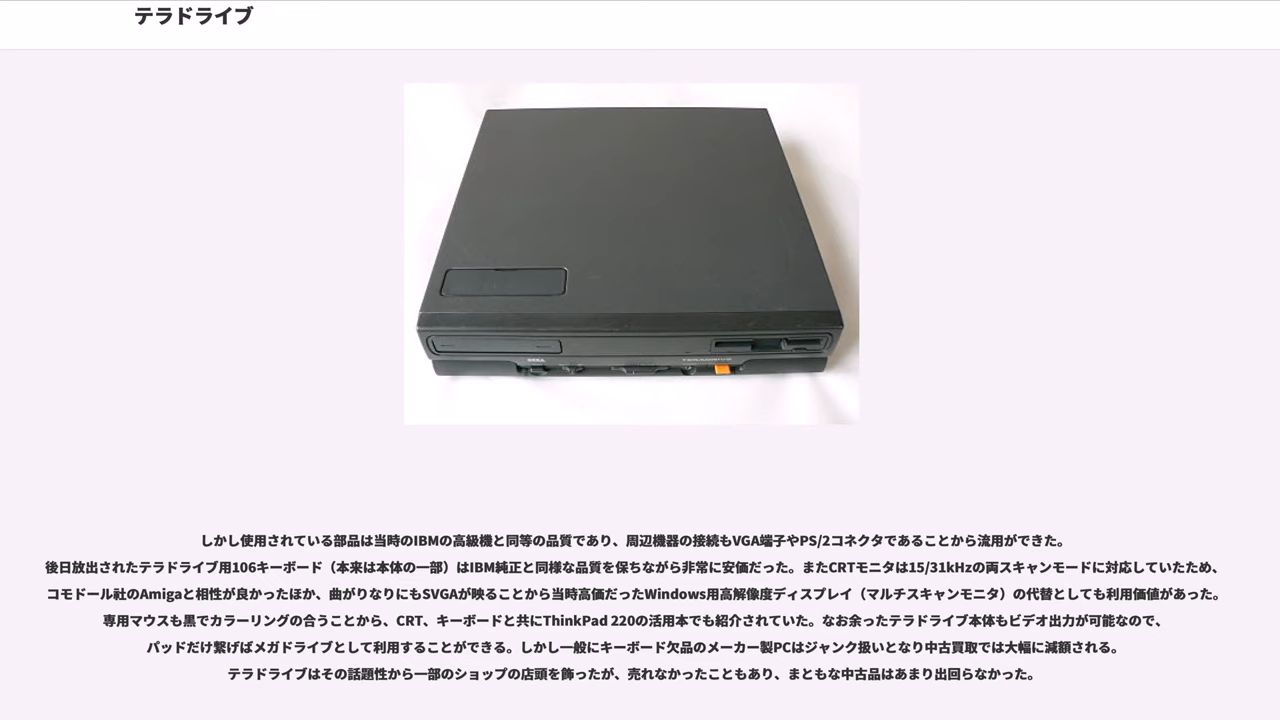 テラドライブ
SEGA
TERADRIVE
しかし使用されている部品は当時のIBMの高級機と同等の品質であり、周辺機器の接続もVGA端子やPS/2コネクタであることから流用ができた。
後日放出されたテラドライブ用106キーボード（本来は本体の一部）はIBM純正と同様な品質を保ちながら非常に安価だった。またCRTモニタは15/31kHzの両スキャンモードに対応していたため、
コモドール社のAmigaと相性が良かったほか、曲がりなりにもSVGAが映ることから当時高価だったWindows用高解像度ディスプレイ（マルチスキャンモニタ）の代替としても利用価値があった。
専用マウスも黒でカラーリングの合うことから、CRT、キーボードと共にThinkPad 220の活用本でも紹介されていた。なお余ったテラドライブ本体もビデオ出力が可能なので、
パッドだけ繋げばメガドライブとして利用することができる。しかし一般にキーボード欠品のメーカー製PCはジャンク扱いとなり中古買取では大幅に減額される。
テラドライブはその話題性から一部のショップの店頭を飾ったが、売れなかったこともあり、まともな中古品はあまり出回らなかった。